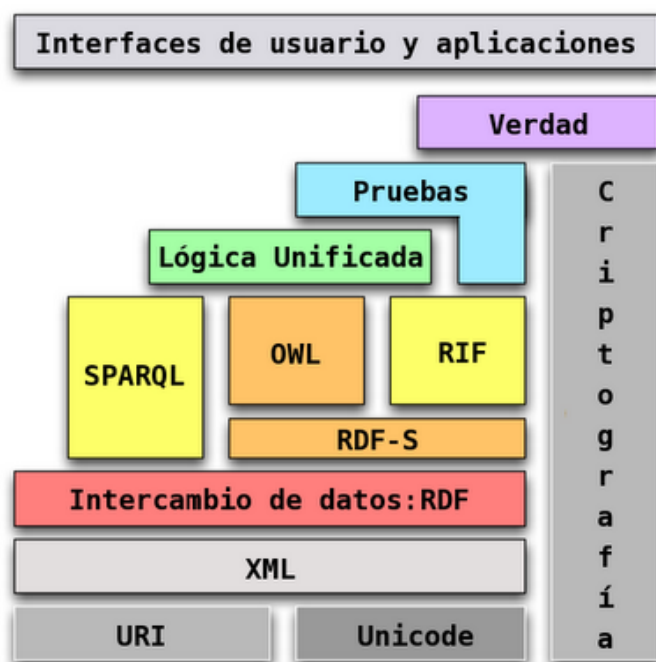 Interfaces de usuario y aplicaciones
Verdad
Pruebas
Lógica Unificada
SPARQL
OWL
RIF
RDF-S
Intercambio de datos:RDF
XML
URI
Unicode
Criptografía